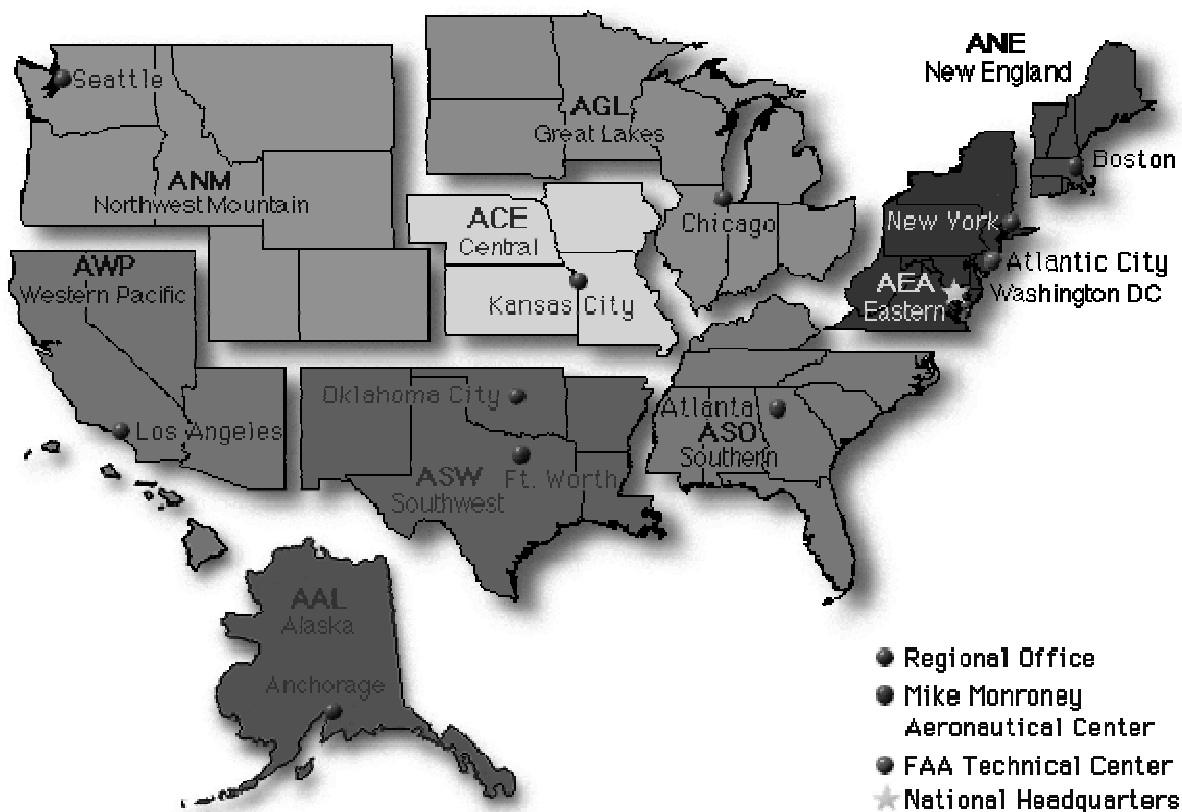 ANE
New England
Seattle
AGL
Great Lakes
Boston
ANM
Northwest Mountain
ACE
Central
Chicago
New York
AWP
Western Pacific
Kansas City
AEA
Eastern
Atlantic City
Washington DC
Oklahoma City
Atlanta
Los Angeles
ASO
Southern
ASW
Southwest
Ft. Worth
AAL
Alaska
Anchorage
Regional Office
Mike Monroney
Aeronautical Center
FAA Technical Center
National Headquarters